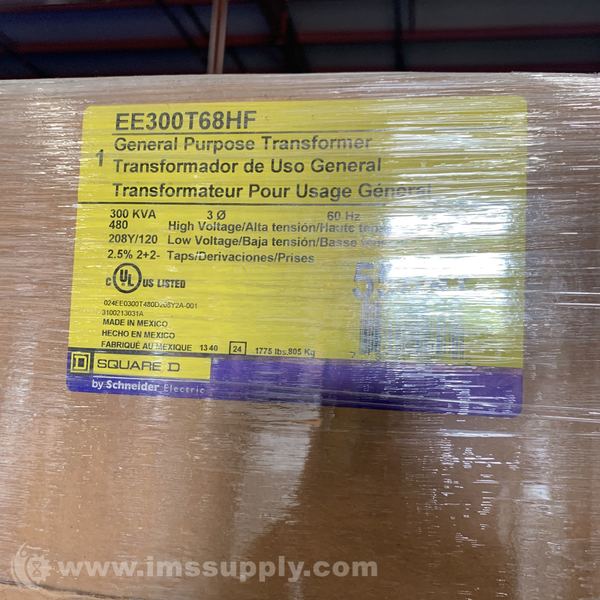 EE300T68HF
1 General Purpose Transformer
Transformador de Uso General
Transformateur Pour Usage Général
300 KVA 3 Ø 60 Hz
480 High Voltage/Alta tensión/Haute
208Y/120 Low Voltage/Baja tensión/Basse
2.5% 2+2- Taps/Derivaciones/Prises
C UL US LISTED
024EE0300T480D208Y2A-001
3100213031A
MADE IN MEXICO
HECHO EN MEXICO
FABRIQUÉ AU MEXIQUE 1340 24 1775 lbs.805 Kg
D SQUARE D
by Schneider Electric
www.imssupply.com